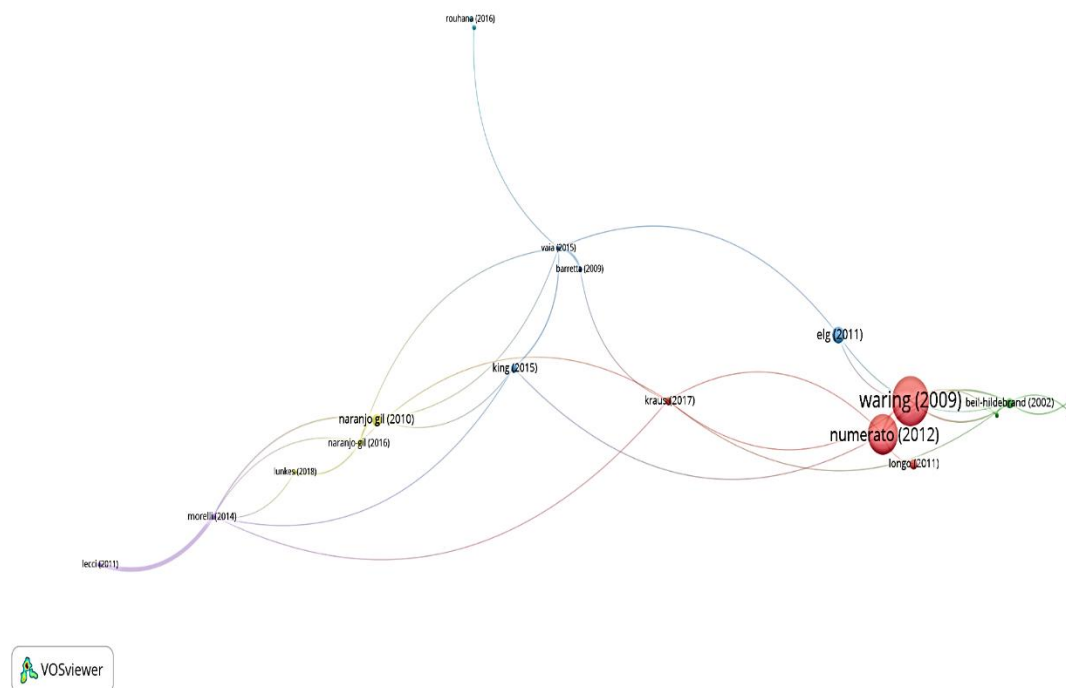 rouhana (2016)
vaia (2015)
barretta (2009)
elg (2011)
king (2015)
waring (2009)
beil-hildebrand (2002)
kraus (2017)
naranjo-gil (2010)
numerato (2012)
naranjo-gil (2016)
longo (2011)
lunkes (2018)
morelli (2014)
lecci (2011)
VOSviewer